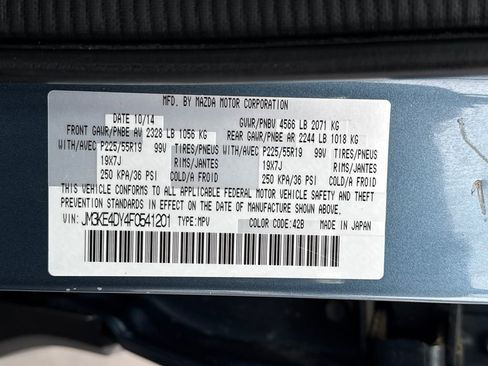 MFD. BY MAZDA MOTOR CORPORATION
DATE 10/14 GVWR/PNBV 4566 LB 2071 KG
FRONT GAWR/PNBE AV 2328 LB 1056 KG REAR GAWR/PNBE AR 2244 LB 1018 KG
WITH/AVEC P225/55R19 99V TIRES/PNEUS WITH/AVEC P225/55R19 99V TIRES/PNEUS
19X7J RIMS/JANTES 19X7J RIMS/JANTES
250 KPA/36 PSI COLD/A FROID 250 KPA/36 PSI COLD/A FROID
THIS VEHICLE CONFORMS TO ALL APPLICABLE FEDERAL MOTOR VEHICLE SAFETY AND THEFT
PREVENTION STANDARDS IN EFFECT ON THE DATE OF MANUFACTURE SHOWN ABOVE.
VIN: JM3KE4DY4F0541201 TYPE: MPV COLOR CODE: 42B MADE IN JAPAN